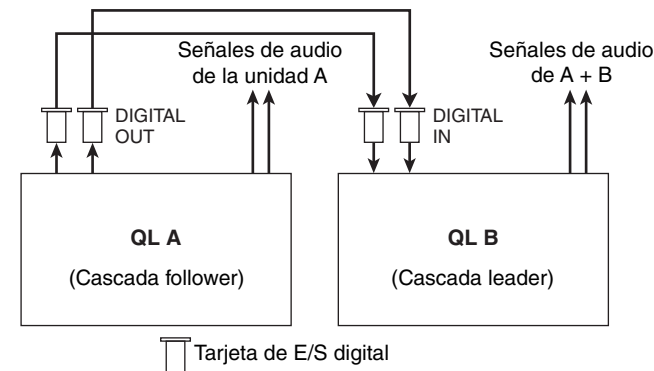 Señales de audio
de la unidad A
Señales de audio
de A + B
DIGITAL
OUT
DIGITAL
IN
QL A
(Cascada follower)
QL B
(Cascada leader)
Tarjeta de E/S digital